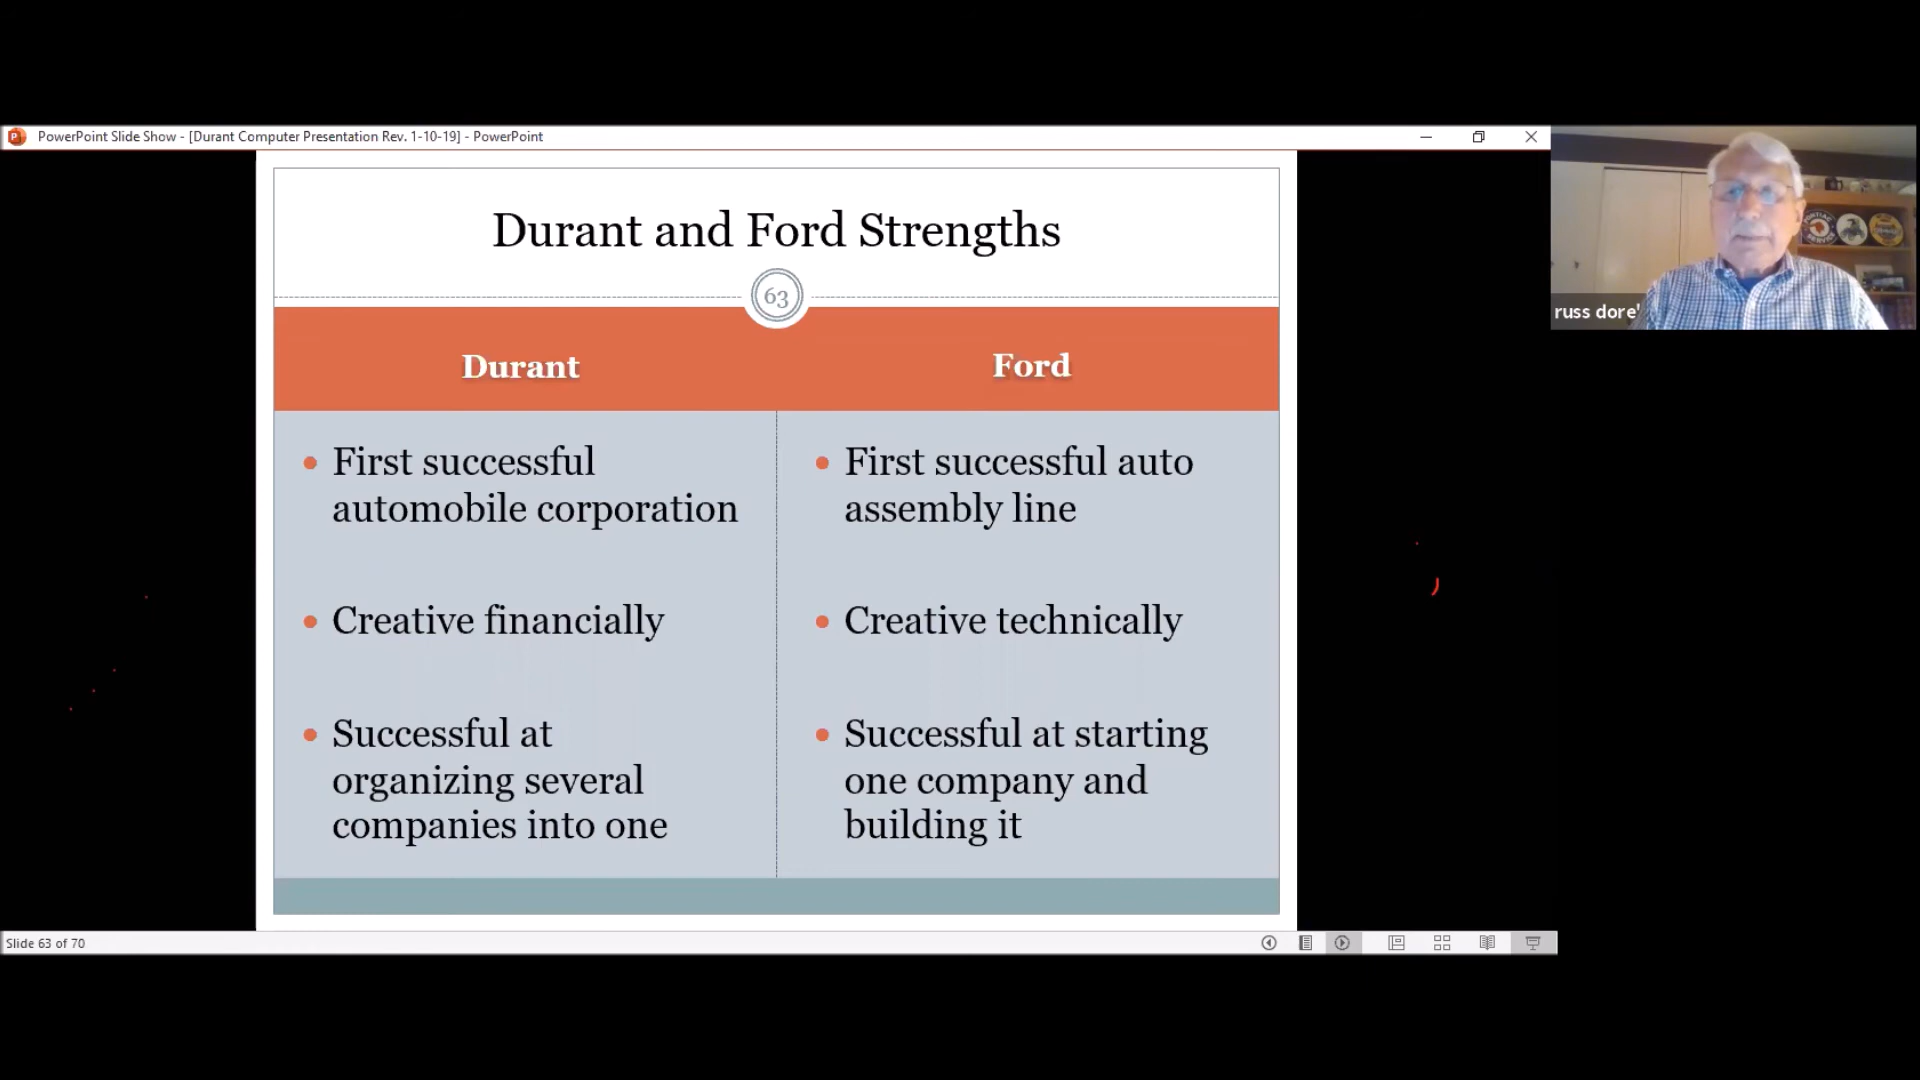 PowerPoint Slide Show - [Durant Computer Presentation Rev. 1-10-19] - PowerPoint
Durant and Ford Strengths
63
Durant
First successful
automobile corporation
Creative financially
Successful at
organizing several
companies into one
Ford
First successful auto
assembly line
Creative technically
Successful at starting
one company and
building it
PONTIAC
SERVICE
russ dore'
Slide 63 of 70